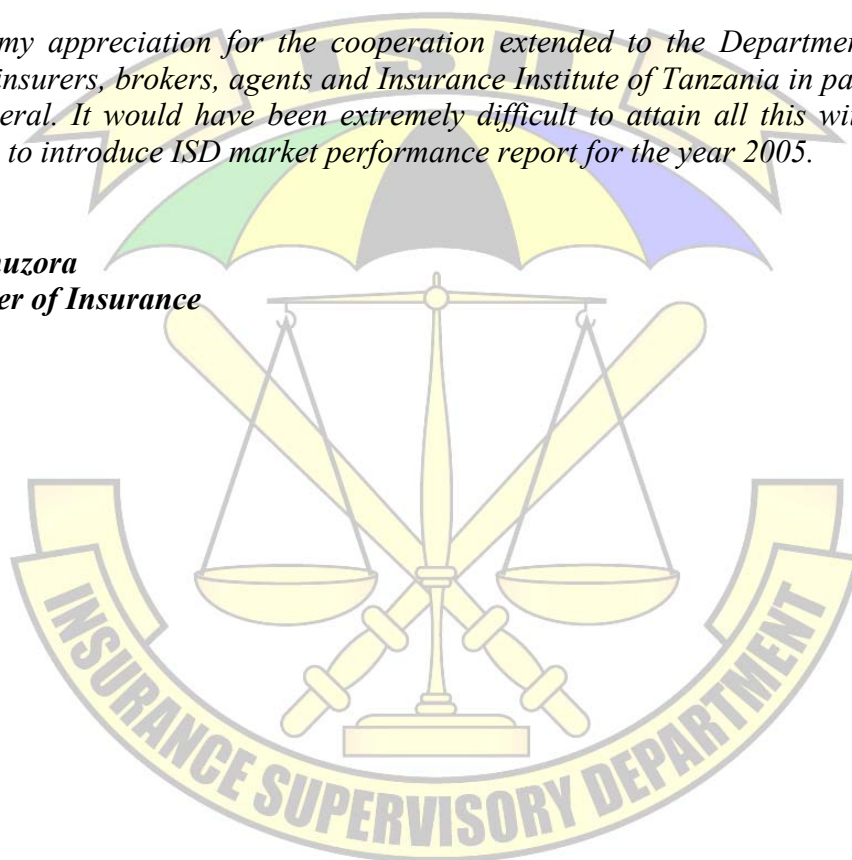 my appreciation for the cooperation extended to the Departmen
insurers, brokers, agents and Insurance Institute of Tanzania in pa
eral. It would have been extremely difficult to attain all this wit
to introduce ISD market performance report for the year 2005.
uzora
er of Insurance
ISD
INSURANCE SUPERVISORY DEPARTMENT